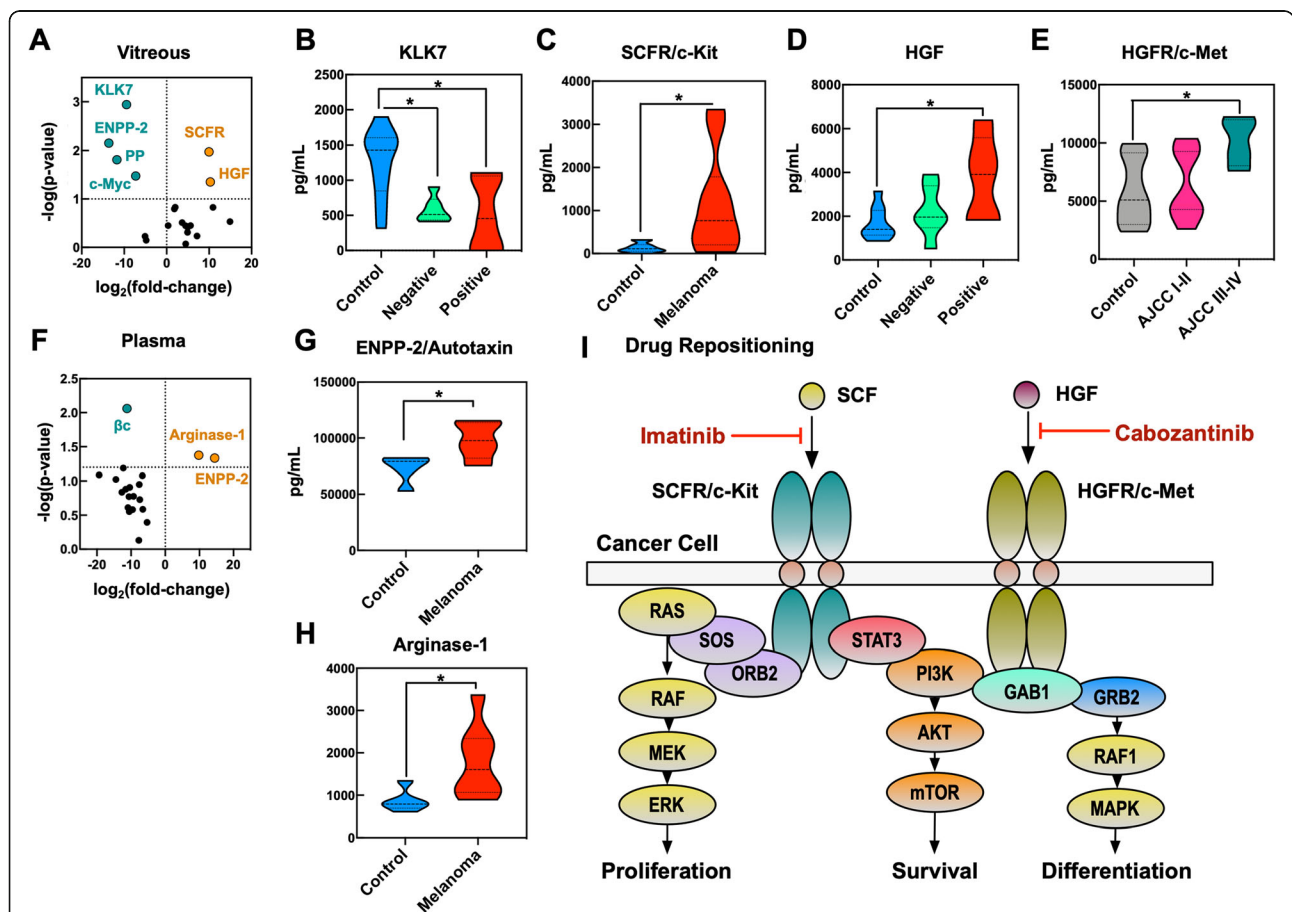 A
Vitreous
KLK7
ENPP-2
PP
c-Myc
SCFR
HGF
-log(p-value)
3
2
1
0
-20
-10
0
10
20
log2(fold-change)
B
KLK7
*
*
pg/mL
2500
2000
1500
1000
500
0
Control
Negative
Positive
C
SCFR/c-Kit
*
pg/mL
4000
3000
2000
1000
0
Control
Melanoma
D
HGF
*
pg/mL
8000
6000
4000
2000
0
Control
Negative
Positive
E
HGFR/c-Met
*
pg/mL
15000
10000
5000
0
Control
AJCC I-II
AJCC III-IV
F
Plasma
βc
Arginase-1
ENPP-2
-log(p-value)
2.5
2.0
1.5
1.0
0.5
0.0
-20
-10
0
10
20
log2(fold-change)
G
ENPP-2/Autotaxin
*
pg/mL
150000
100000
50000
0
Control
Melanoma
H
Arginase-1
*
pg/mL
4000
3000
2000
1000
0
Control
Melanoma
I
Drug Repositioning
SCF
HGF
Imatinib
Cabozantinib
SCFR/c-Kit
HGFR/c-Met
Cancer Cell
RAS
SOS
ORB2
STAT3
PI3K
GAB1
GRB2
RAF
AKT
RAF1
MEK
mTOR
MAPK
ERK
Proliferation
Survival
Differentiation